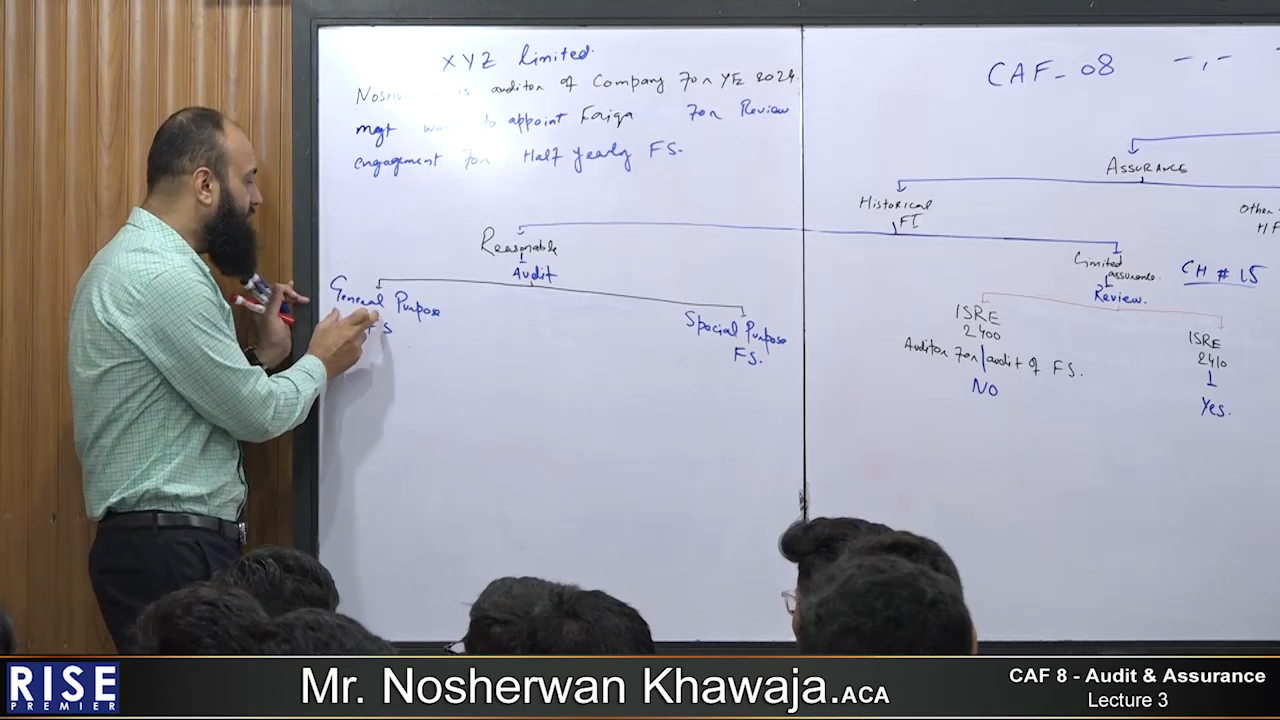 XYZ Limited.
is auditor of Company For YE 2024.
mgt to appoint Faiqa For Review
engagement For Half yearly FS.
CAF-08
ASSURANCE
Historical
FI
Other
H/F
Reasonable
Audit
Limited
assurance.
Review.
CH # 15
General Purpose
FS
Special Purpose
FS.
ISRE
2400
Auditor For/audit of FS.
No
ISRE
2410
Yes.
RISE
PREMIER
Mr. Nosherwan Khawaja.ACA
CAF 8 - Audit & Assurance
Lecture 3